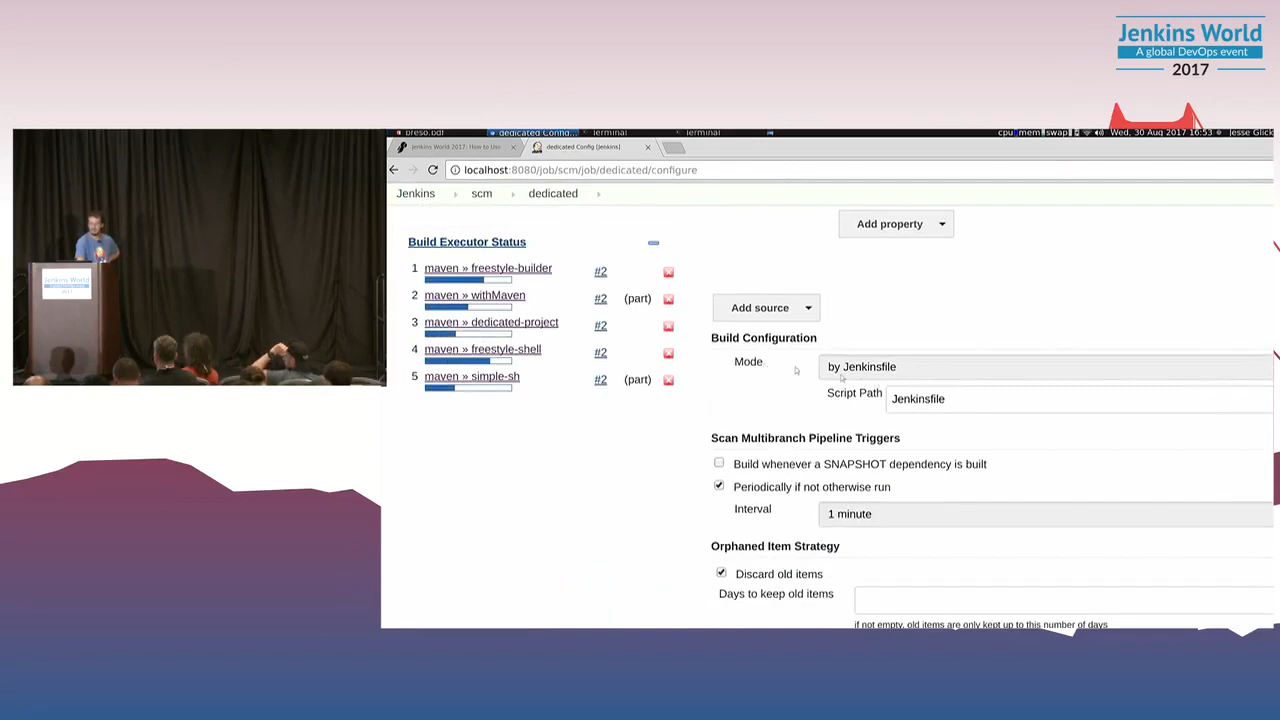 Jenkins World
A global DevOps event
2017
preso.pdf dedicated Config... Terminal Terminal cpu mem swap Wed, 30 Aug 2017 16:53 Jesse Glick
Jenkins World 2017: How to Use dedicated Config [Jenkins]
localhost:8080/job/scm/job/dedicated/configure
Jenkins scm dedicated
Add property
Build Executor Status
1 maven » freestyle-builder #2
2 maven » withMaven #2 (part)
3 maven » dedicated-project #2
4 maven » freestyle-shell #2
5 maven » simple-sh #2 (part)
Add source
Build Configuration
Mode by Jenkinsfile
Script Path Jenkinsfile
Scan Multibranch Pipeline Triggers
Build whenever a SNAPSHOT dependency is built
Periodically if not otherwise run
Interval 1 minute
Orphaned Item Strategy
Discard old items
Days to keep old items
if not empty, old items are only kept up to this number of days
Jenkins World